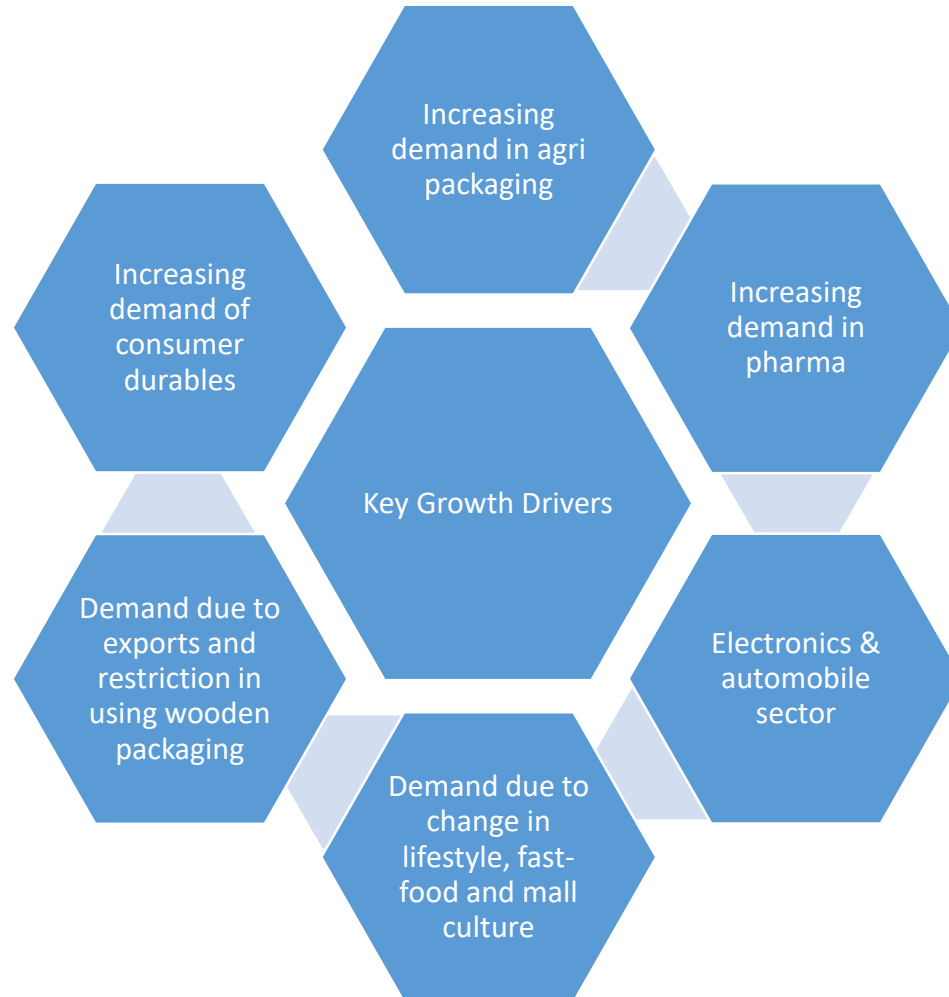 Increasing
demand in agri
packaging
Increasing
demand in
pharma
Electronics &
automobile
sector
Demand due to
change in
lifestyle, fast-
food and mall
culture
Demand due to
exports and
restriction in
using wooden
packaging
Increasing
demand of
consumer
durables
Key Growth Drivers